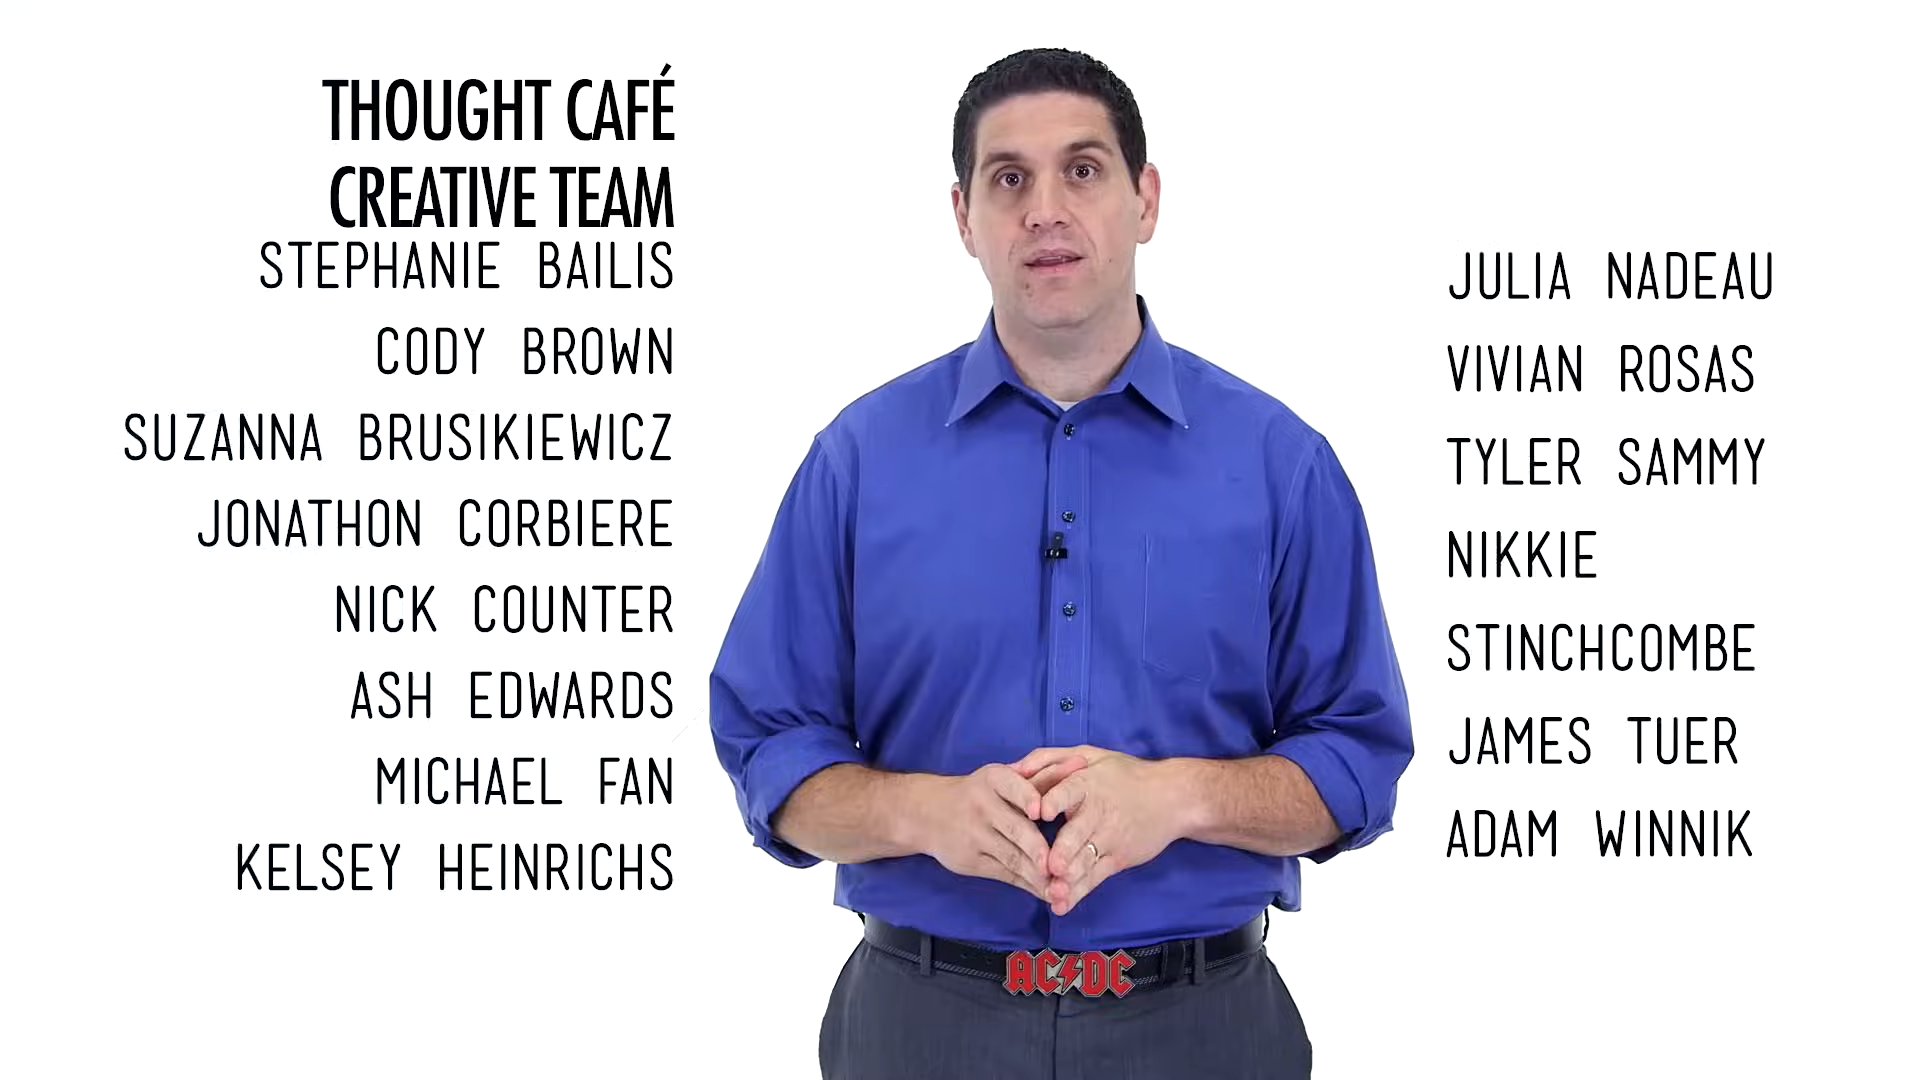 THOUGHT CAFÉ
CREATIVE TEAM
STEPHANIE BAILIS
CODY BROWN
SUZANNA BRUSIKIEWICZ
JONATHON CORBIERE
NICK COUNTER
ASH EDWARDS
MICHAEL FAN
KELSEY HEINRICHS
JULIA NADEAU
VIVIAN ROSAS
TYLER SAMMY
NIKKIE
STINCHCOMBE
JAMES TUER
ADAM WINNIK
AC⚡DC